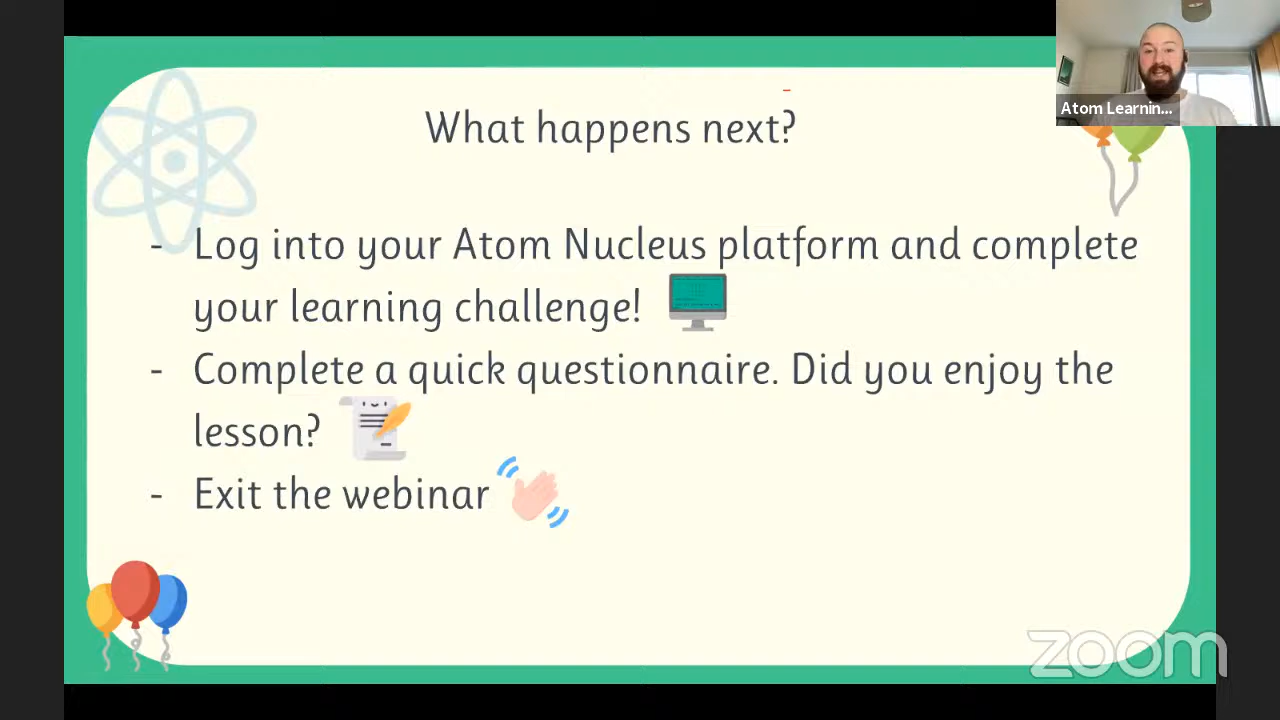 Atom Learnin...
What happens next?
- Log into your Atom Nucleus platform and complete
your learning challenge!
- Complete a quick questionnaire. Did you enjoy the
lesson?
- Exit the webinar
zoom